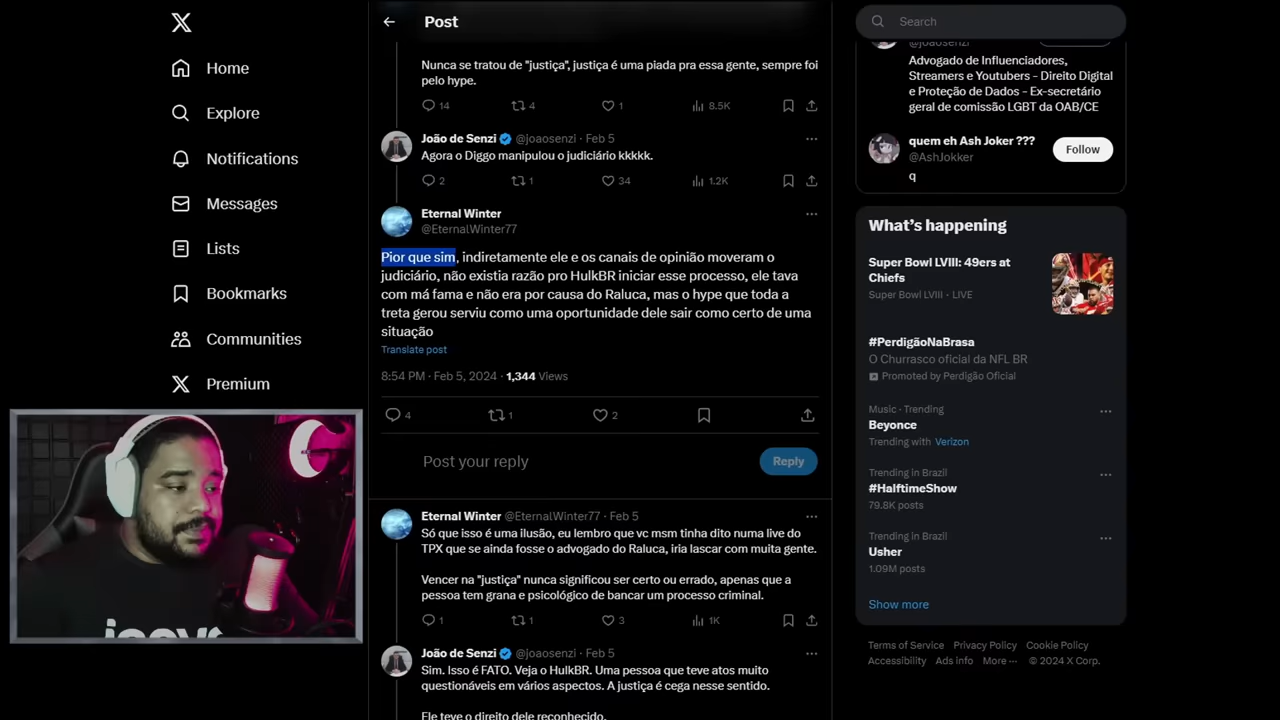 Home
Explore
Notifications
Messages
Lists
Bookmarks
Communities
Premium
Post
Nunca se tratou de "justiça", justiça é uma piada pra essa gente, sempre foi
pelo hype.
14 4 1 8.5K
João de Senzi @joaosenzi · Feb 5
Agora o Diggo manipulou o judiciário kkkkk.
2 1 34 1.2K
Eternal Winter
@EternalWinter77
Pior que sim, indiretamente ele e os canais de opinião moveram o
judiciário, não existia razão pro HulkBR iniciar esse processo, ele tava
com má fama e não era por causa do Raluca, mas o hype que toda a
treta gerou serviu como uma oportunidade dele sair como certo de uma
situação
Translate post
8:54 PM · Feb 5, 2024 · 1,344 Views
4 1 2
Post your reply
Reply
Eternal Winter @EternalWinter77 · Feb 5
Só que isso é uma ilusão, eu lembro que vc msm tinha dito numa live do
TPX que se ainda fosse o advogado do Raluca, iria lascar com muita gente.
Vencer na "justiça" nunca significou ser certo ou errado, apenas que a
pessoa tem grana e psicológico de bancar um processo criminal.
1 1 3 1K
João de Senzi @joaosenzi · Feb 5
Sim. Isso é FATO. Veja o HulkBR. Uma pessoa que teve atos muito
questionáveis em vários aspectos. A justiça é cega nesse sentido.
Ele teve o direito dele reconhecido.
Search
@joaosenzi
Advogado de Influenciadores,
Streamers e Youtubers - Direito Digital
e Proteção de Dados - Ex-secretário
geral de comissão LGBT da OAB/CE
quem eh Ash Joker ???
@AshJokker
Follow
q
What's happening
Super Bowl LVIII: 49ers at
Chiefs
Super Bowl LVIII · LIVE
#PerdigãoNaBrasa
O Churrasco oficial da NFL BR
Promoted by Perdigão Oficial
Music · Trending
Beyonce
Trending with Verizon
Trending in Brazil
#HalftimeShow
79.8K posts
Trending in Brazil
Usher
1.09M posts
Show more
Terms of Service Privacy Policy Cookie Policy
Accessibility Ads info More ··· © 2024 X Corp.